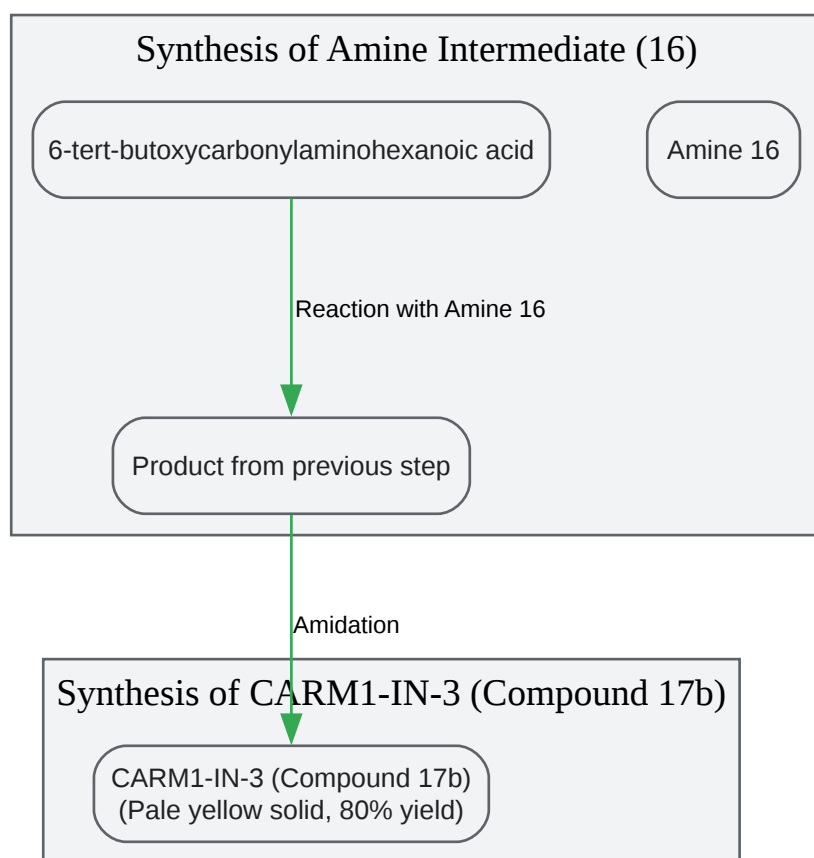 Synthesis of Amine Intermediate (16)
6-tert-butoxycarbonylaminohexanoic acid
Amine 16
Reaction with Amine 16
Product from previous step
Amidation
Synthesis of CARM1-IN-3 (Compound 17b)
CARM1-IN-3 (Compound 17b)
(Pale yellow solid, 80% yield)